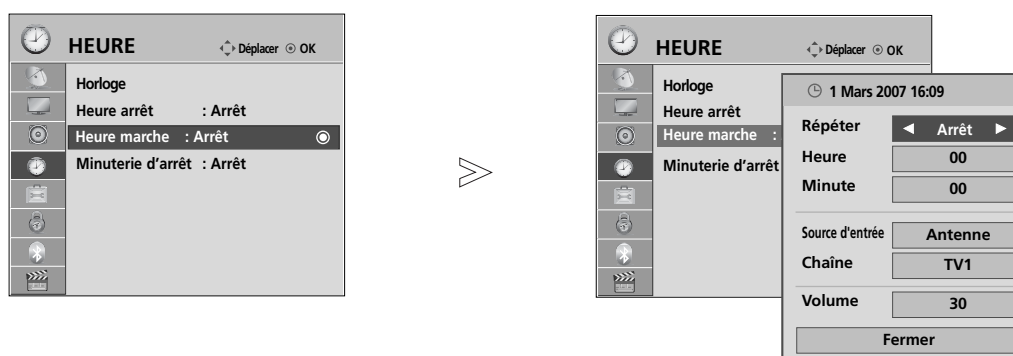 HEURE Déplacer OK
Horloge
Heure arrêt : Arrêt
Heure marche : Arrêt
Minuterie d'arrêt : Arrêt
HEURE Déplacer OK
Horloge
Heure arrêt
Heure marche :
Minuterie d'arrêt
1 Mars 2007 16:09
Répéter ◄ Arrêt ►
Heure 00
Minute 00
Source d'entrée Antenne
Chaîne TV1
Volume 30
Fermer